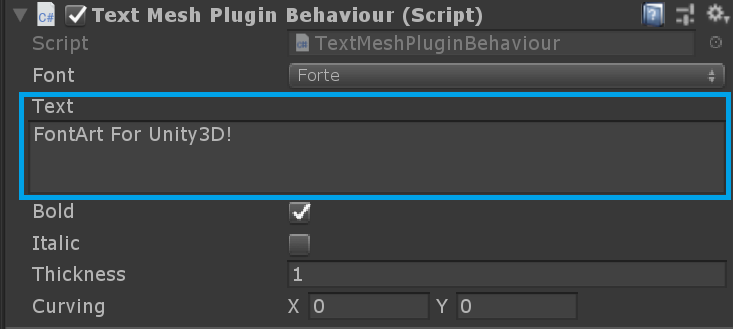 Text Mesh Plugin Behaviour (Script)
Script TextMeshPluginBehaviour
Font Forte
Text
FontArt For Unity3D!
Bold
Italic
Thickness 1
Curving X 0 Y 0